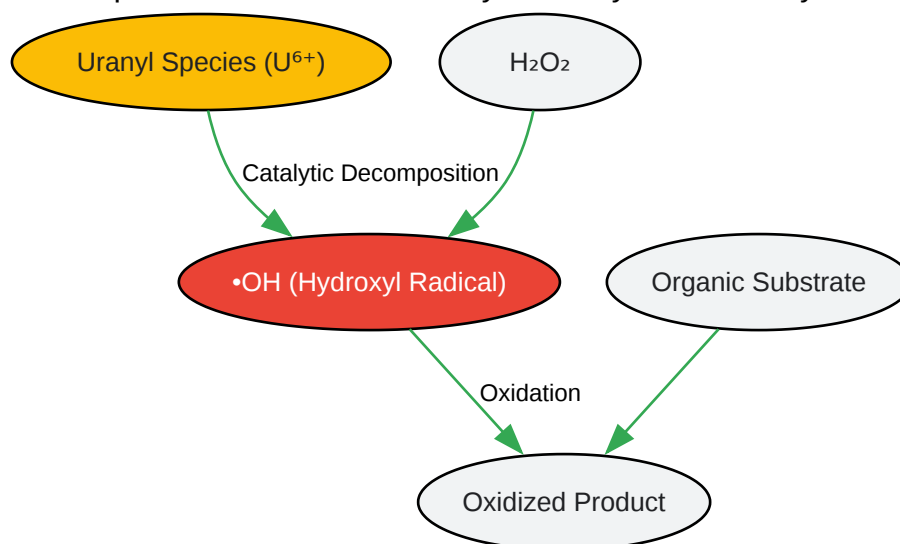 Uranyl Species (U⁶⁺)
H₂O₂
Catalytic Decomposition
•OH (Hydroxyl Radical)
Organic Substrate
Oxidation
Oxidized Product